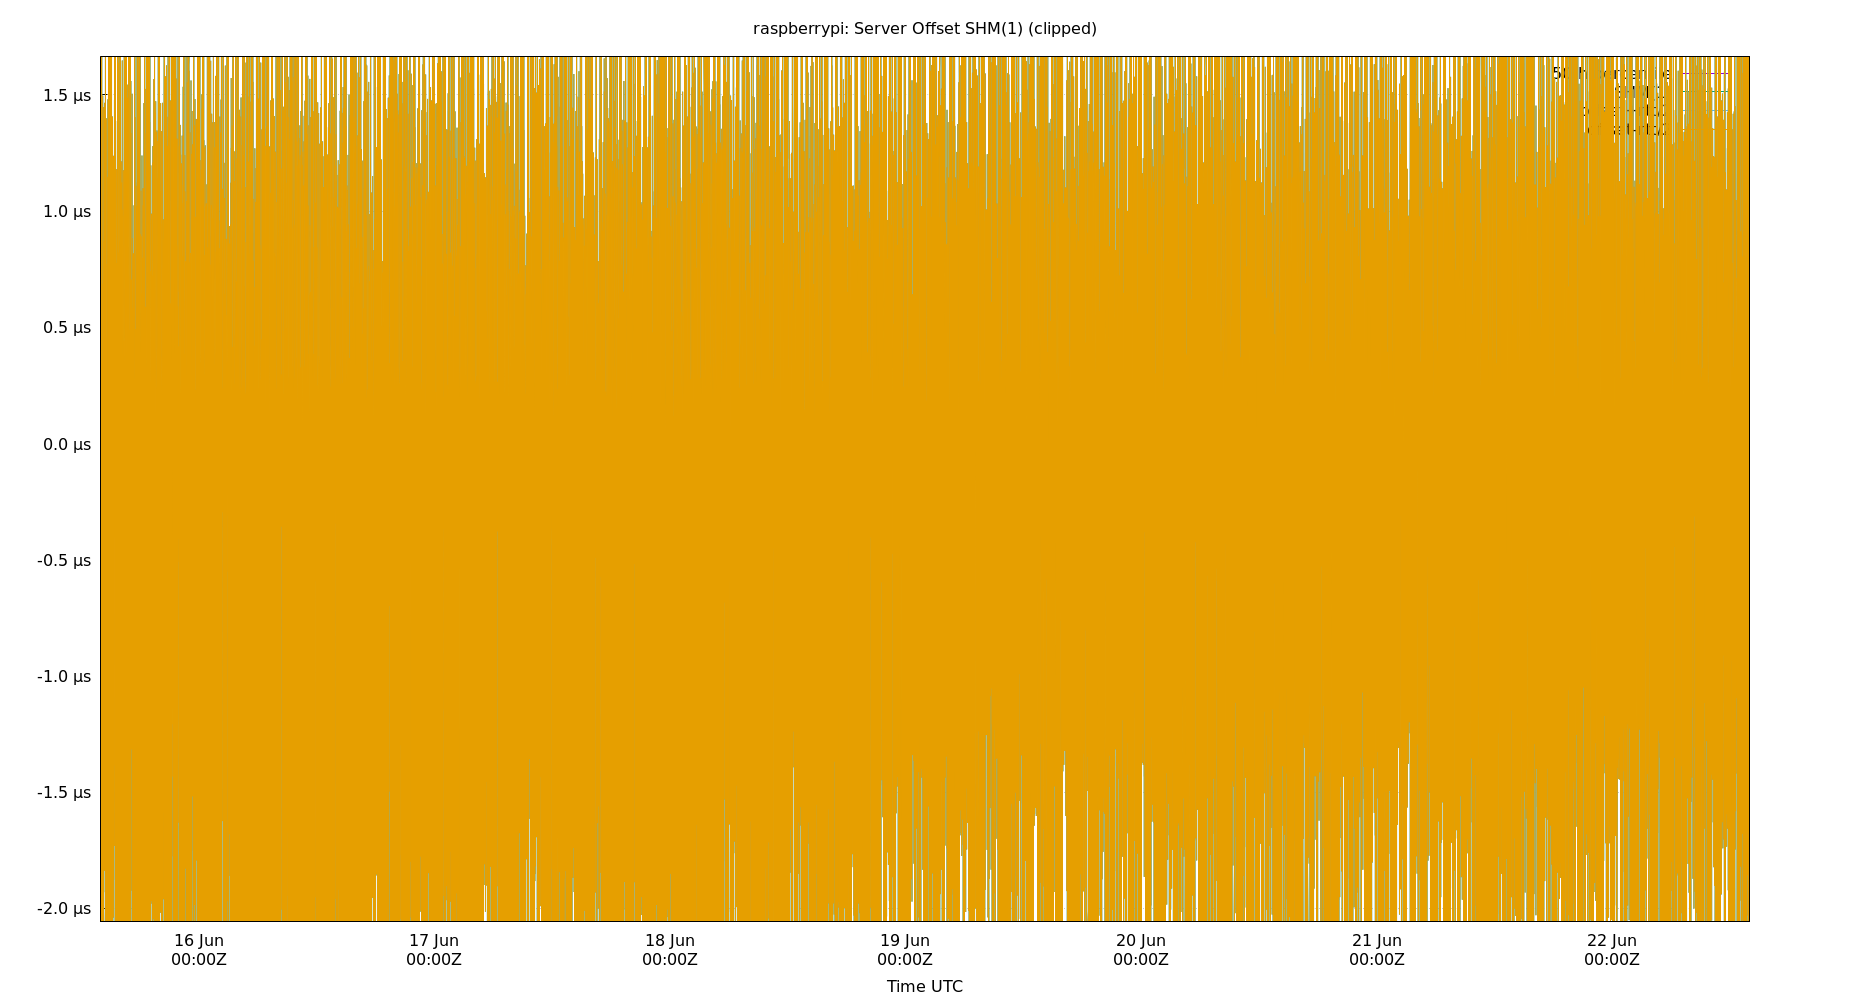 raspberrypi: Server Offset SHM(1) (clipped)
1.5 µs
1.0 µs
0.5 µs
0.0 µs
-0.5 µs
-1.0 µs
-1.5 µs
-2.0 µs
16 Jun 17 Jun 18 Jun 19 Jun 20 Jun 21 Jun 22 Jun
00:00Z 00:00Z 00:00Z 00:00Z 00:00Z 00:00Z 00:00Z
Time UTC